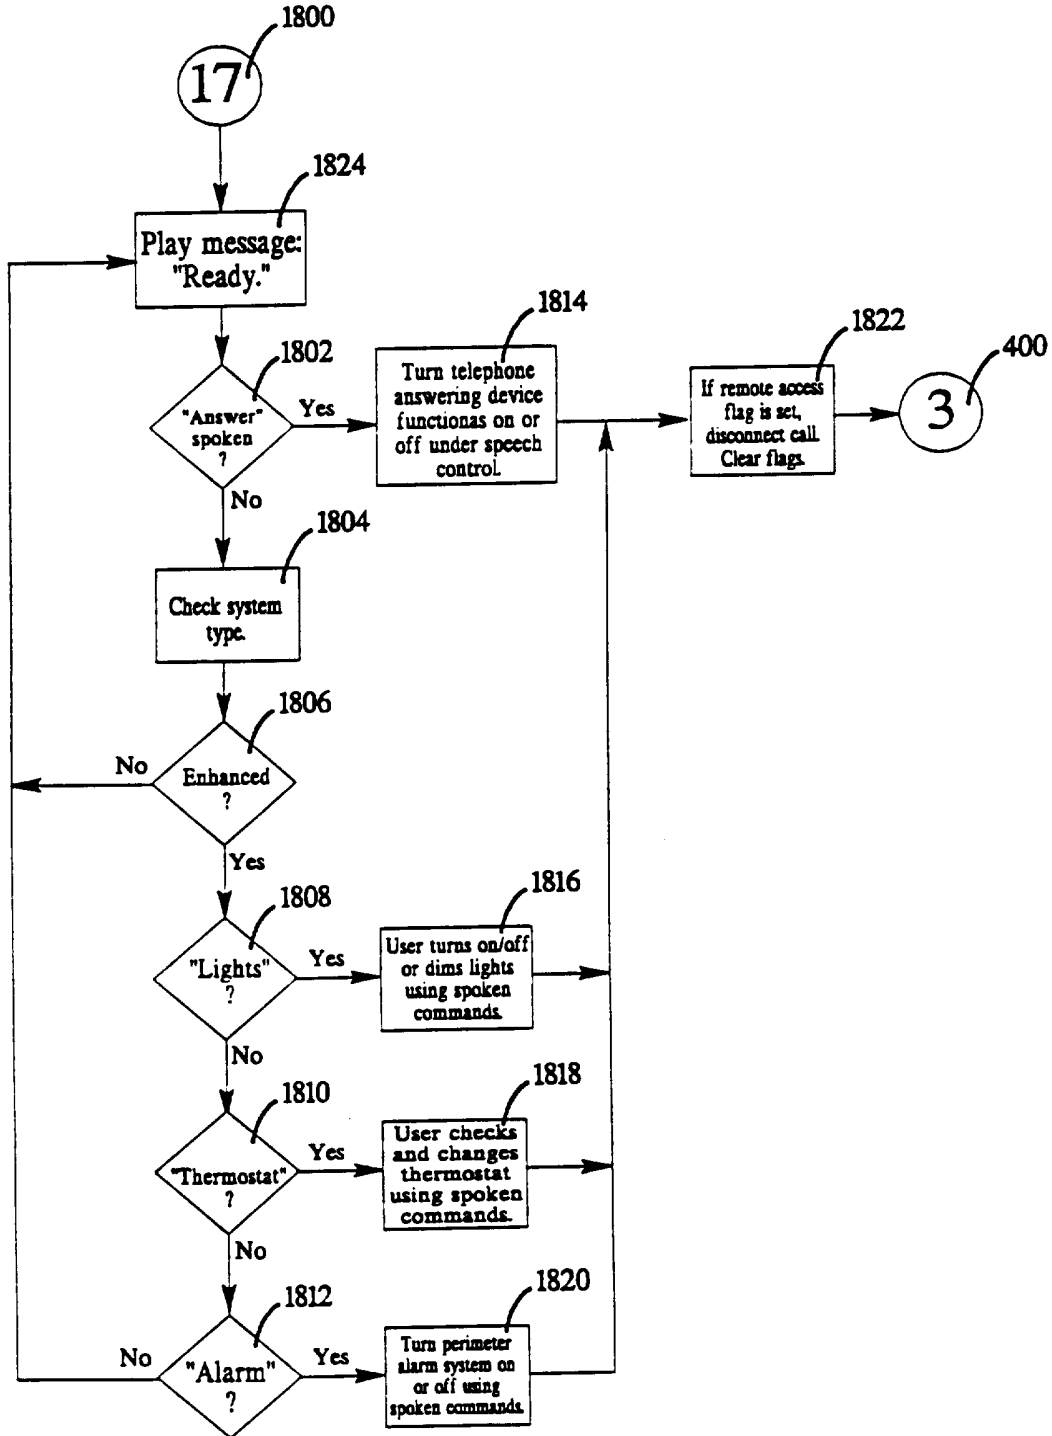 1800
17
1824
Play message:
"Ready."
1802
"Answer"
spoken
?
Yes
No
1814
Turn telephone
answering device
functionas on or
off under speech
control.
1822
If remote access
flag is set,
disconnect call.
Clear flags.
400
3
1804
Check system
type.
1806
Enhanced
?
No
Yes
1808
"Lights"
?
Yes
No
1816
User turns on/off
or dims lights
using spoken
commands.
1810
"Thermostat"
?
Yes
No
1818
User checks
and changes
thermostat
using spoken
commands.
1812
"Alarm"
?
No
Yes
1820
Turn perimeter
alarm system on
or off using
spoken commands.